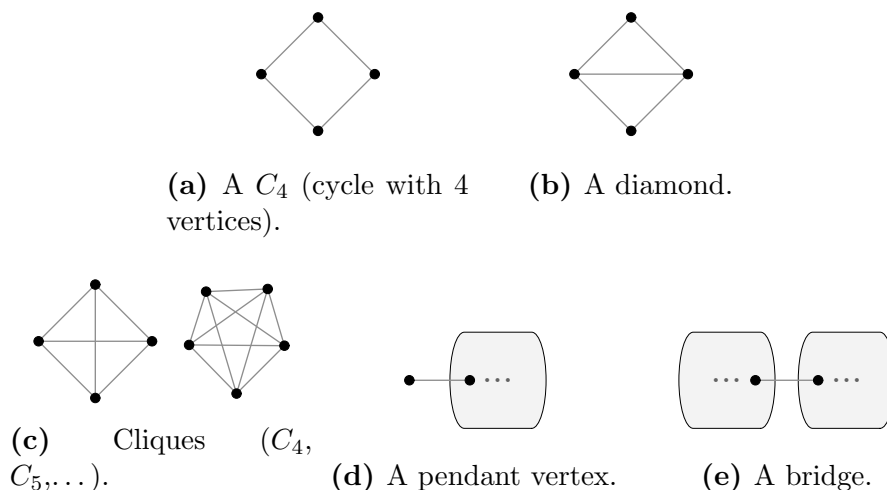 (a) A C₄ (cycle with 4
vertices).
(b) A diamond.
(c) Cliques (C₄,
C₅,...).
(d) A pendant vertex.
(e) A bridge.